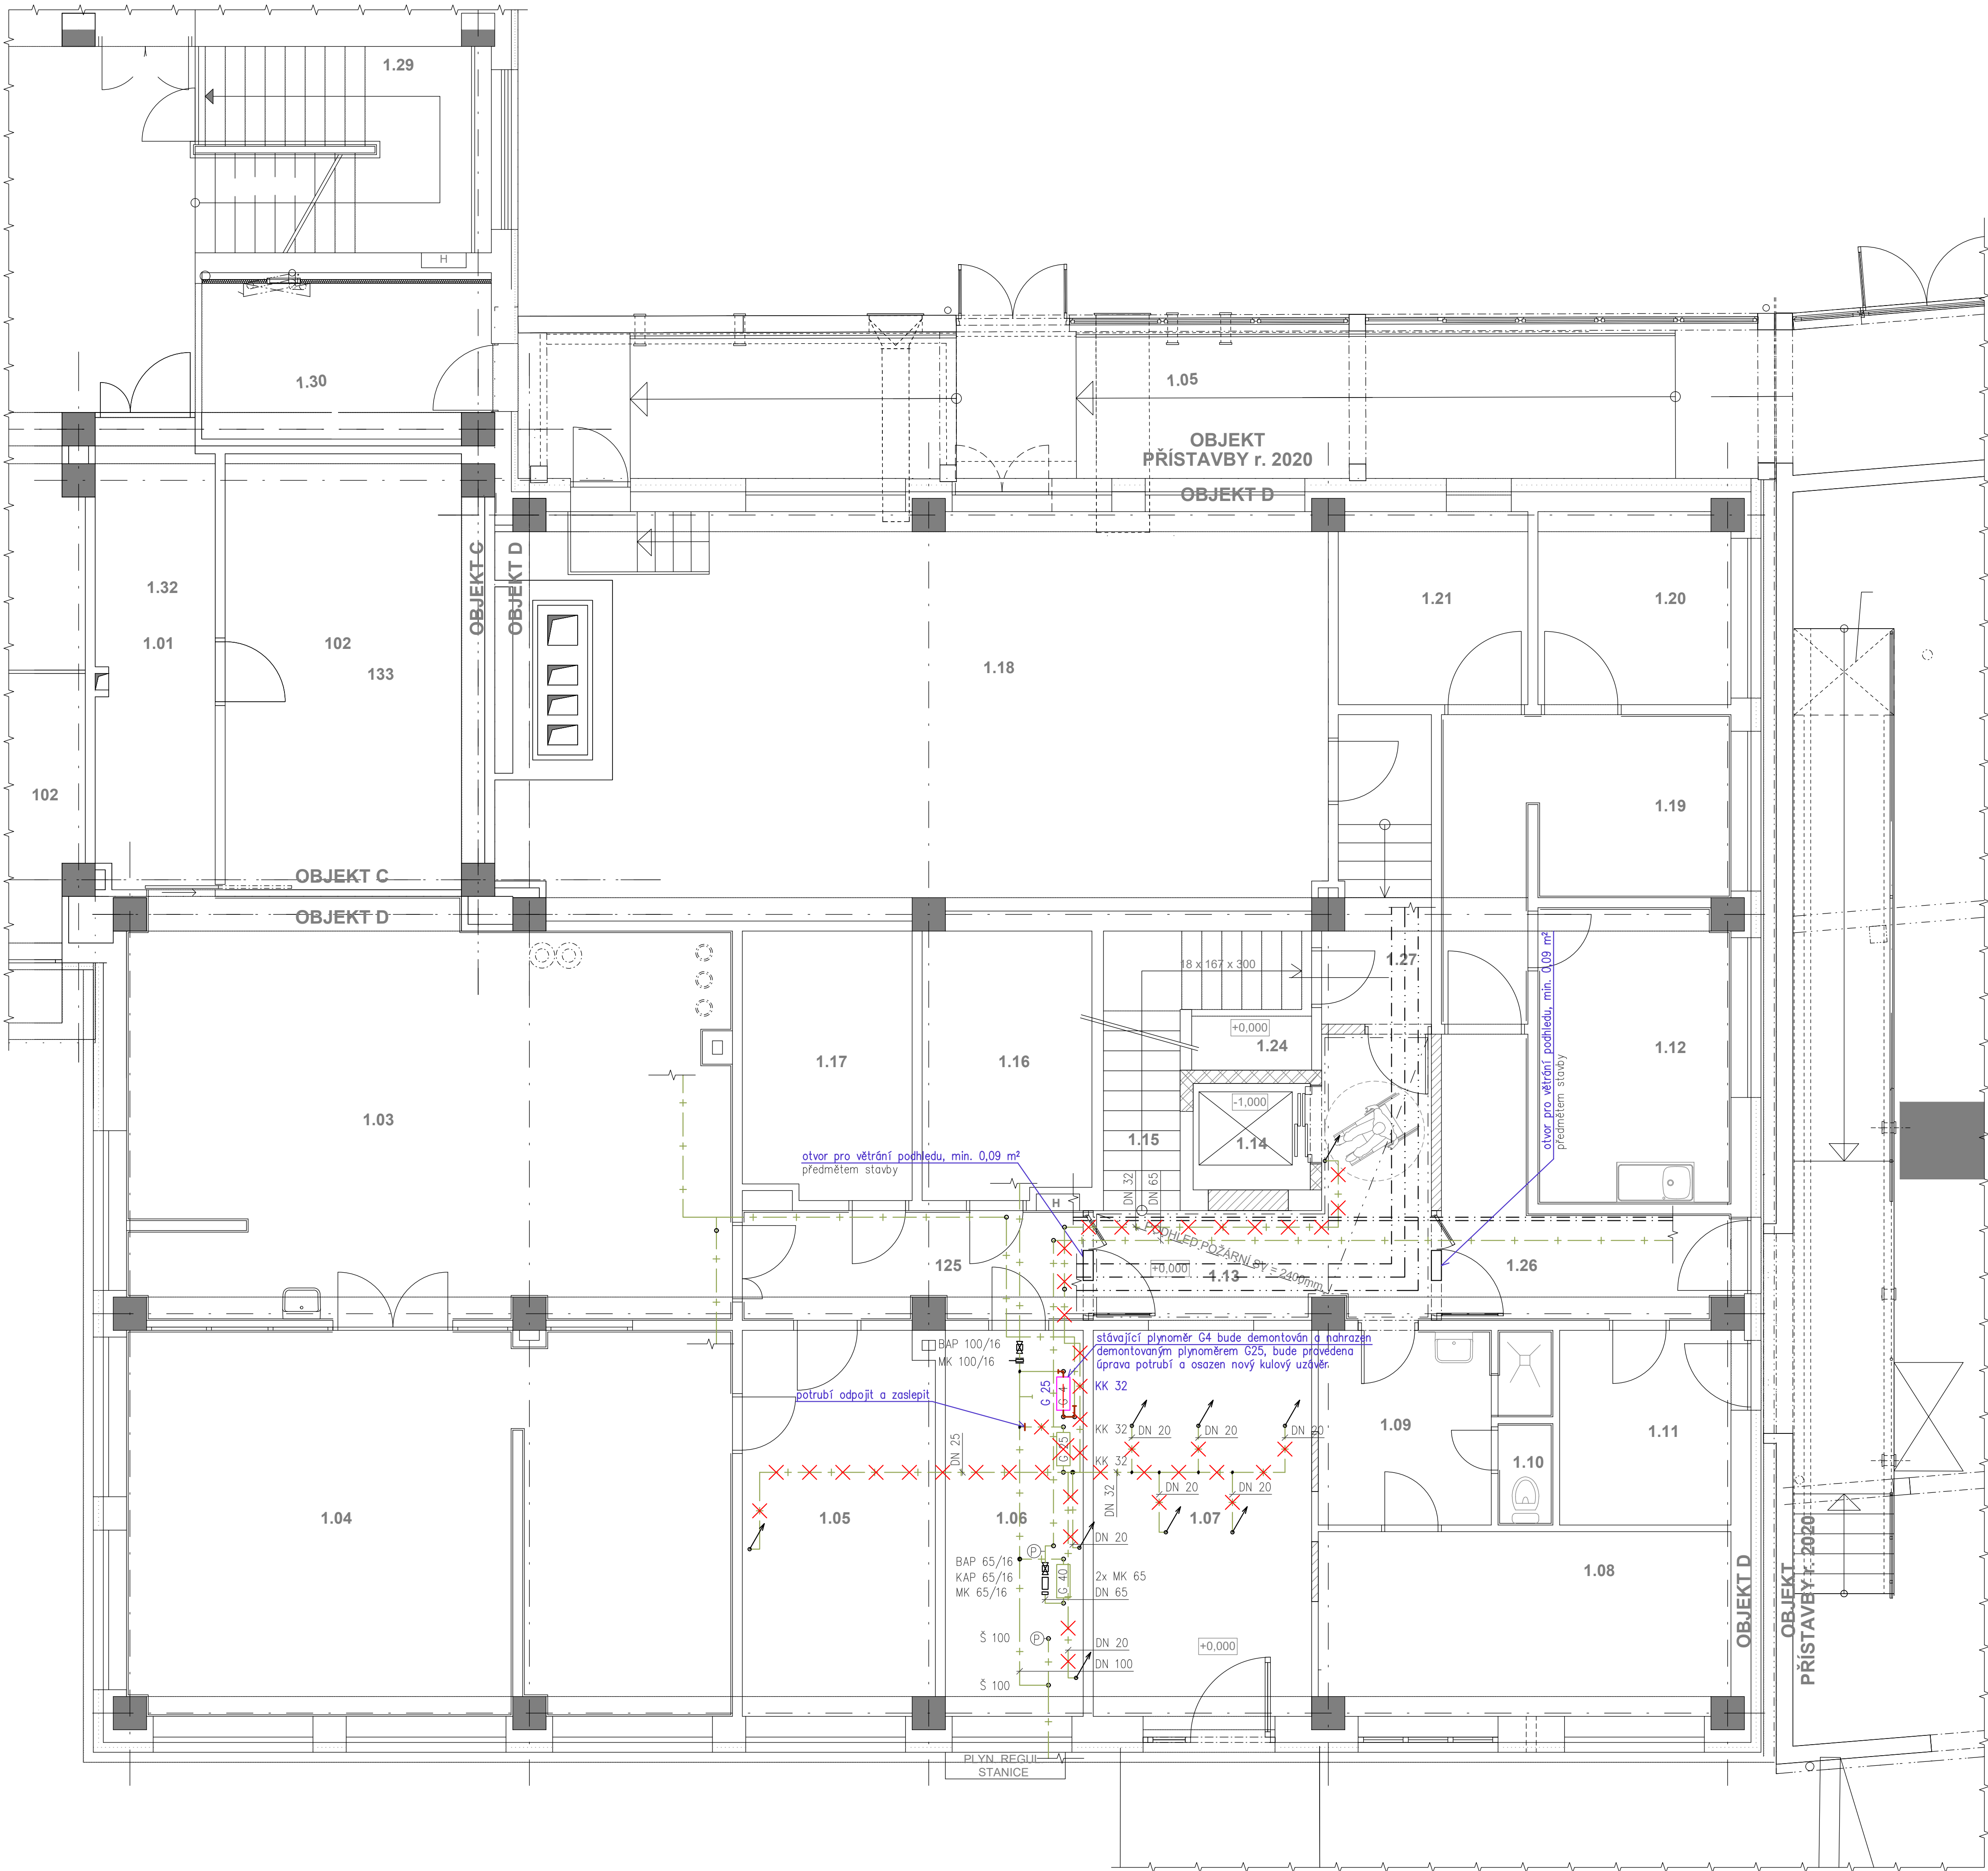 1.29
H
1.30
1.05
OBJEKT
PŘÍSTAVBY r. 2020
OBJEKT D
OBJEKT C
OBJEKT D
1.32
1.01
102
133
1.18
1.21
1.20
102
1.19
OBJEKT C
OBJEKT D
18 x 167 x 300
1.27
+0,000
1.24
1.17
1.16
1.12
otvor pro větrání podhledu, min. 0,09 m²
předmětem stavby
-1,000
1.03
1.15
1.14
otvor pro větrání podhledu, min. 0,09 m²
předmětem stavby
DN 32
DN 65
H
PODHLED POŽÁRNÍ SV = 2400mm
125
+0,000
1.13
1.26
BAP 100/16
MK 100/16
stávající plynoměr G4 bude demontován a nahrazen
demontovaným plynoměrem G25, bude provedena
úprava potrubí a osazen nový kulový uzávěr
G 25
G 4
KK 32
potrubí odpojit a zaslepit
KK 32
DN 20
DN 20
DN 20
1.09
1.11
G 25
KK 32
DN 25
1.10
DN 32
DN 20
DN 20
1.04
1.05
1.06
1.07
DN 20
P
BAP 65/16
KAP 65/16
MK 65/16
G 40
2x MK 65
DN 65
1.08
OBJEKT D
OBJEKT
PŘÍSTAVBY r. 2020
Š 100
P
DN 20
+0,000
DN 100
Š 100
PLYN. REGUL
STANICE